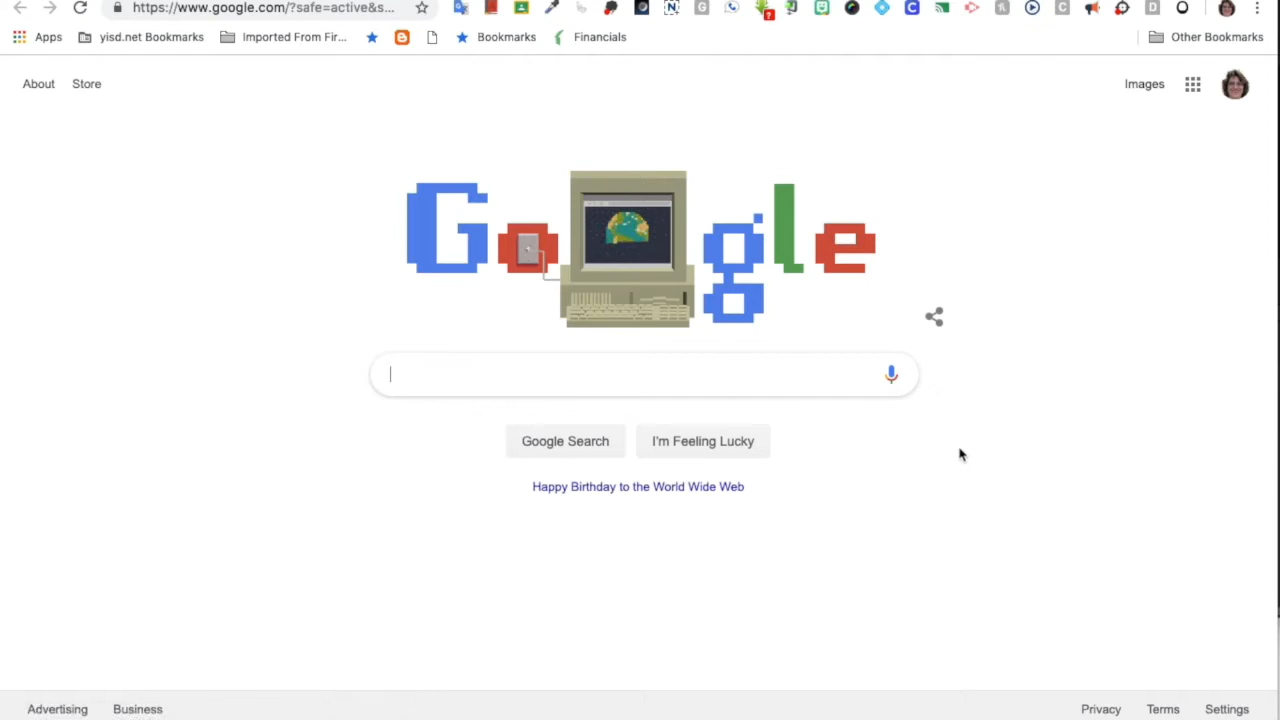 https://www.google.com/?safe=active&s...
Apps yisd.net Bookmarks Imported From Fir... Bookmarks Financials Other Bookmarks
About Store Images
Google
Google Search I'm Feeling Lucky
Happy Birthday to the World Wide Web
Advertising Business Privacy Terms Settings